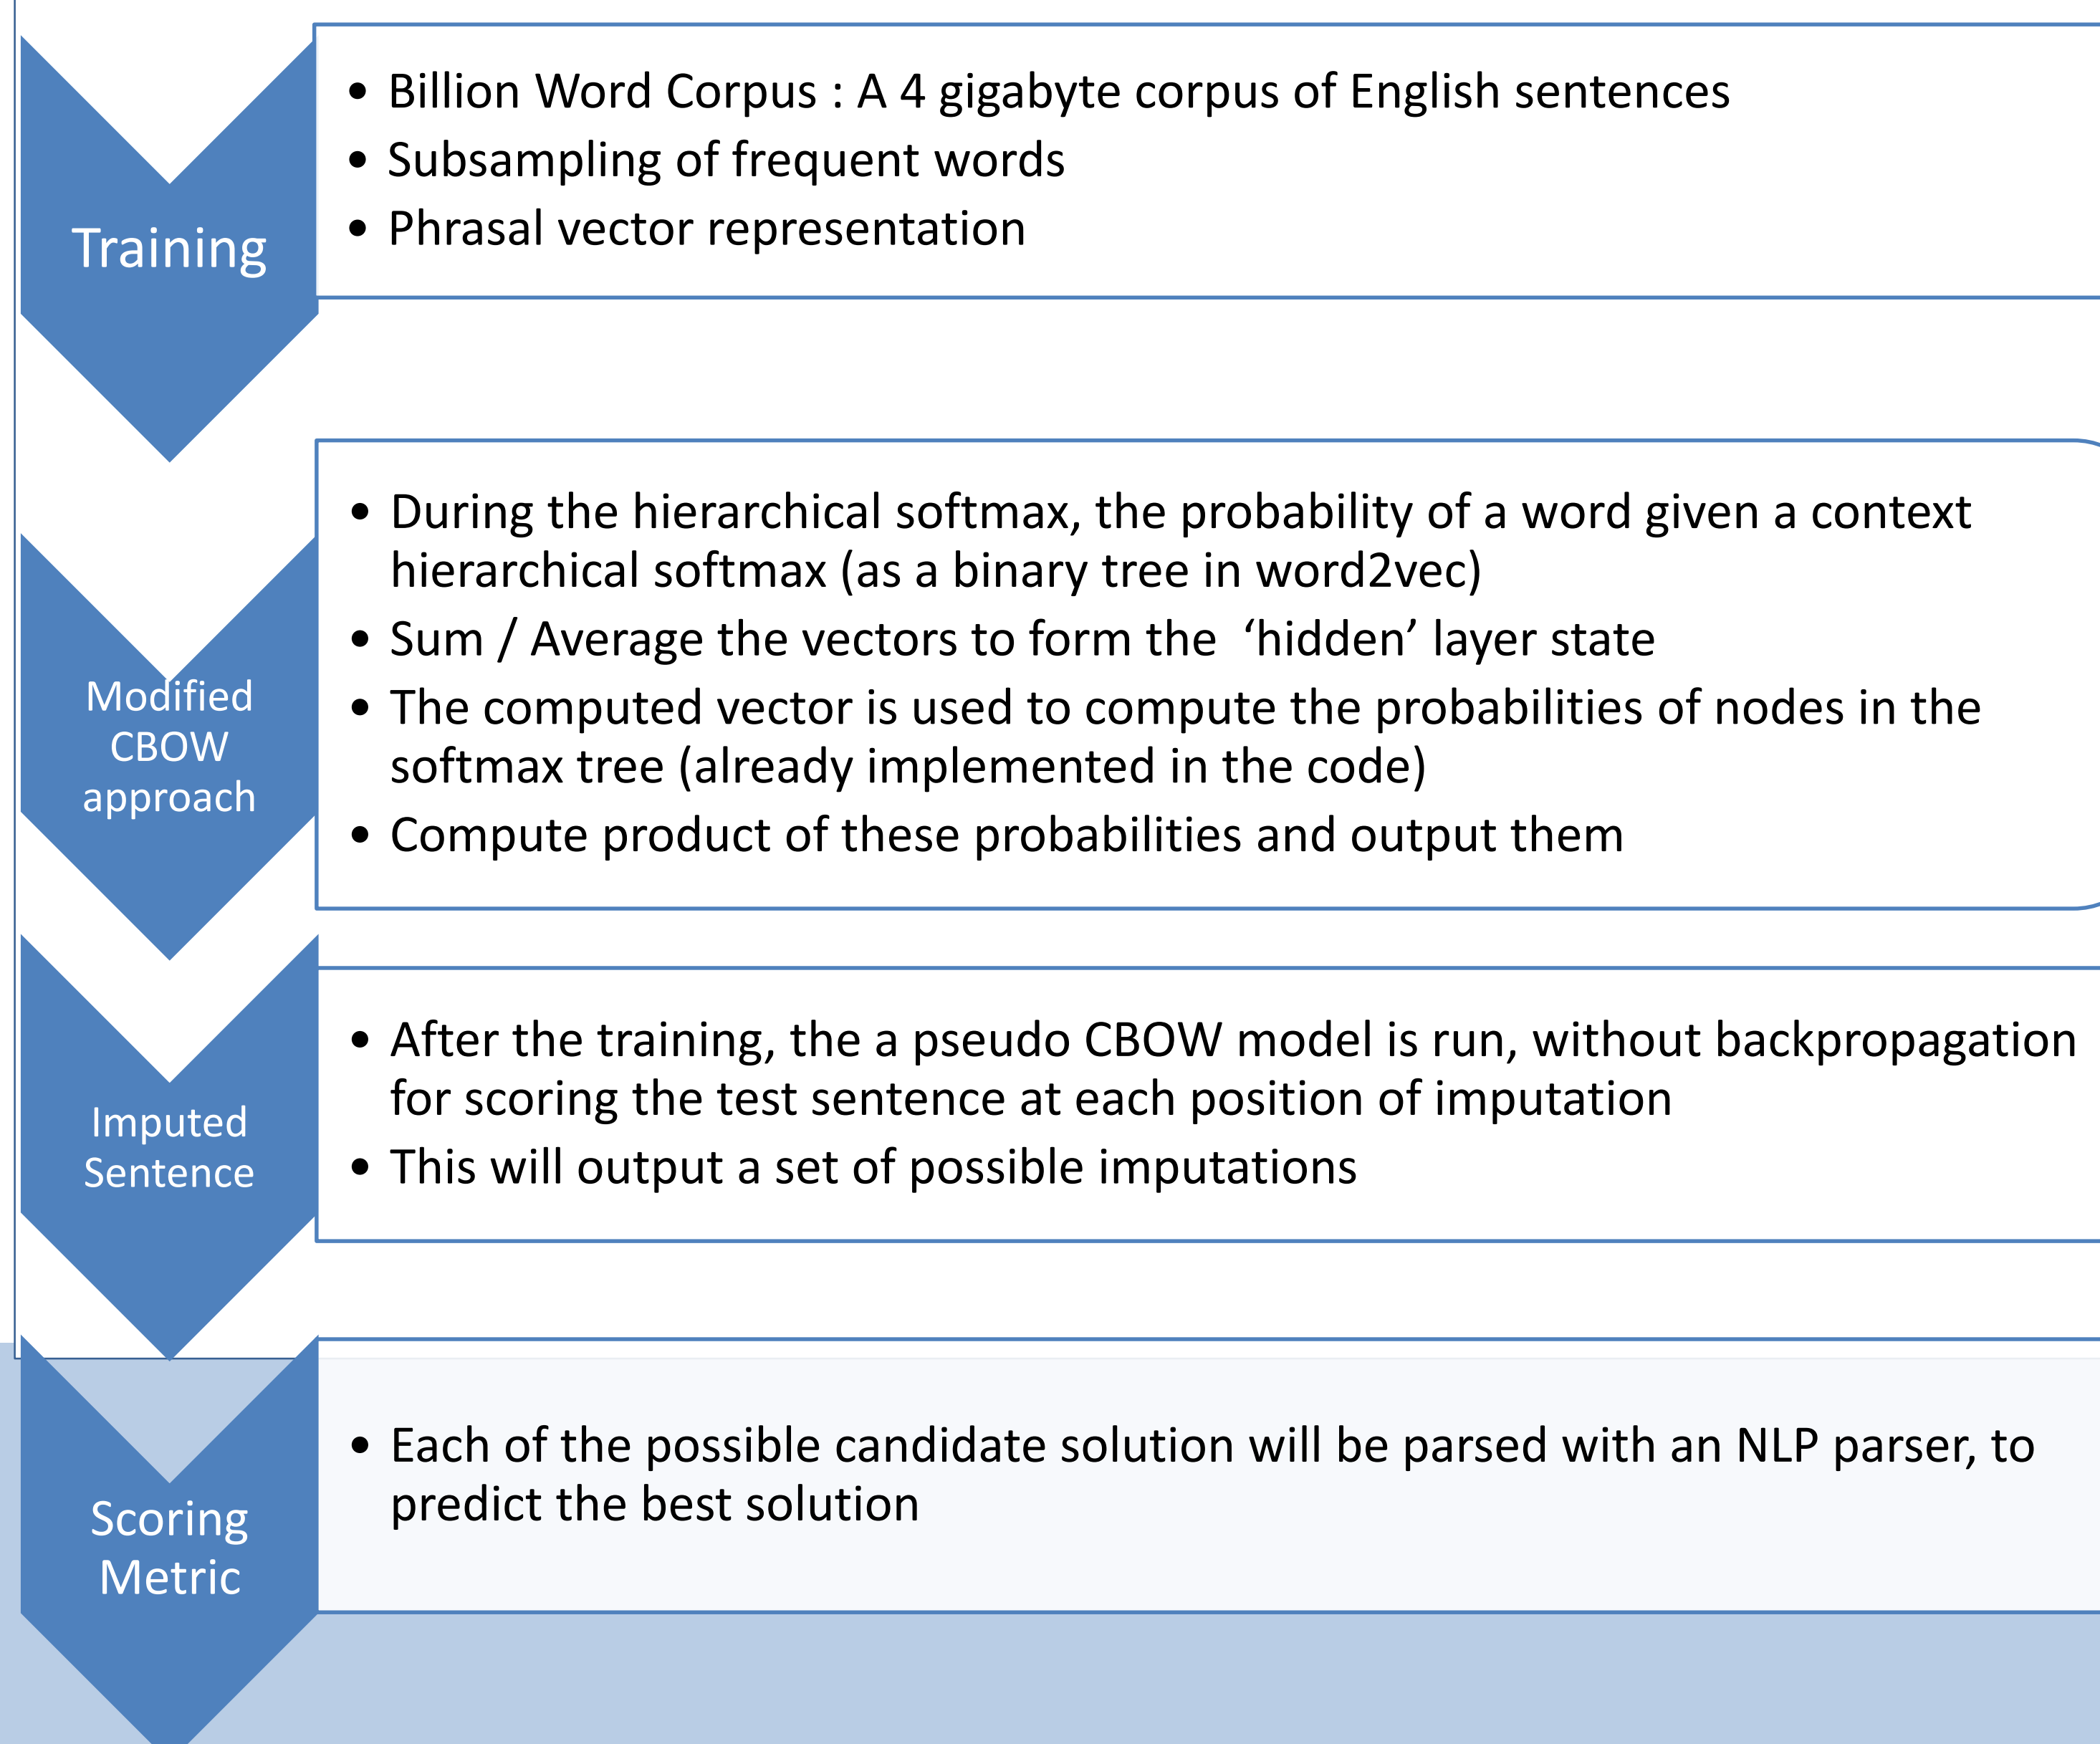 Training
• Billion Word Corpus : A 4 gigabyte corpus of English sentences
• Subsampling of frequent words
• Phrasal vector representation
Modified
CBOW
approach
• During the hierarchical softmax, the probability of a word given a context
hierarchical softmax (as a binary tree in word2vec)
• Sum / Average the vectors to form the ‘hidden’ layer state
• The computed vector is used to compute the probabilities of nodes in the
softmax tree (already implemented in the code)
• Compute product of these probabilities and output them
Imputed
Sentence
• After the training, the a pseudo CBOW model is run, without backpropagation
for scoring the test sentence at each position of imputation
• This will output a set of possible imputations
Scoring
Metric
• Each of the possible candidate solution will be parsed with an NLP parser, to
predict the best solution